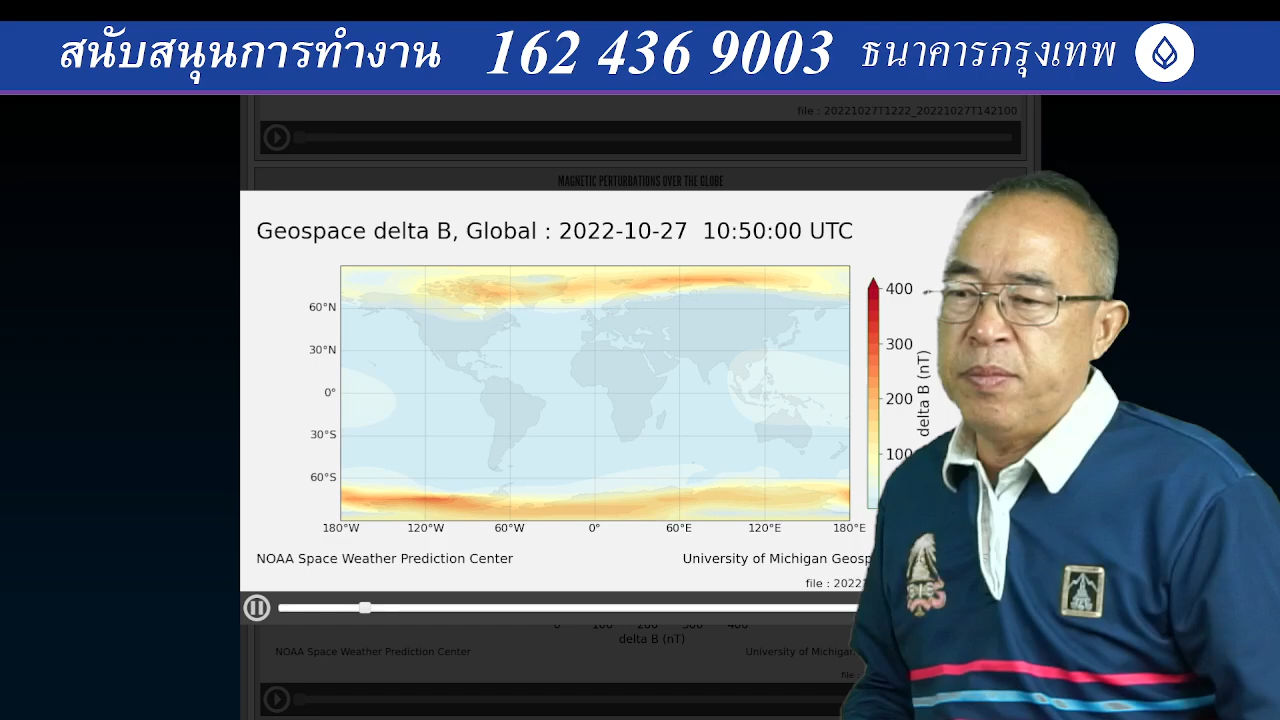 สนับสนุนการทำงาน 162 436 9003 ธนาคารกรุงเทพ
file : 20221027T1222_20221027T142100
MAGNETIC PERTURBATIONS OVER THE GLOBE
Geospace delta B, Global : 2022-10-27 10:50:00 UTC
60°N
30°N
0°
30°S
60°S
180°W 120°W 60°W 0° 60°E 120°E 180°E
400
300
200
100
delta B (nT)
NOAA Space Weather Prediction Center University of Michigan Geosp
file : 2022
0 100 200 300 400
delta B (nT)
NOAA Space Weather Prediction Center University of Michigan
file